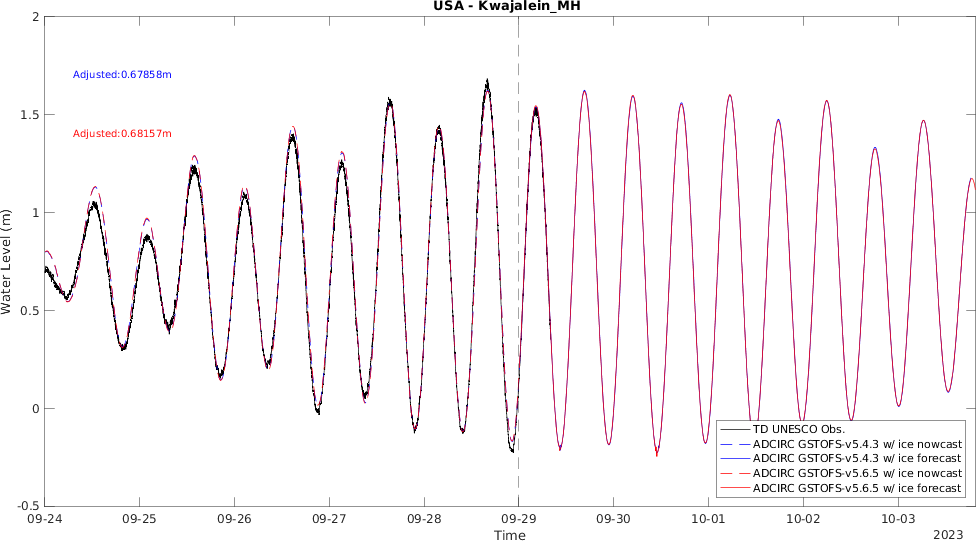 USA - Kwajalein_MH
2
1.5
1
0.5
0
-0.5
Water Level (m)
Adjusted:0.67858m
Adjusted:0.68157m
TD UNESCO Obs.
ADCIRC GSTOFS-v5.4.3 w/ ice nowcast
ADCIRC GSTOFS-v5.4.3 w/ ice forecast
ADCIRC GSTOFS-v5.6.5 w/ ice nowcast
ADCIRC GSTOFS-v5.6.5 w/ ice forecast
09-24 09-25 09-26 09-27 09-28 09-29 09-30 10-01 10-02 10-03
Time
2023